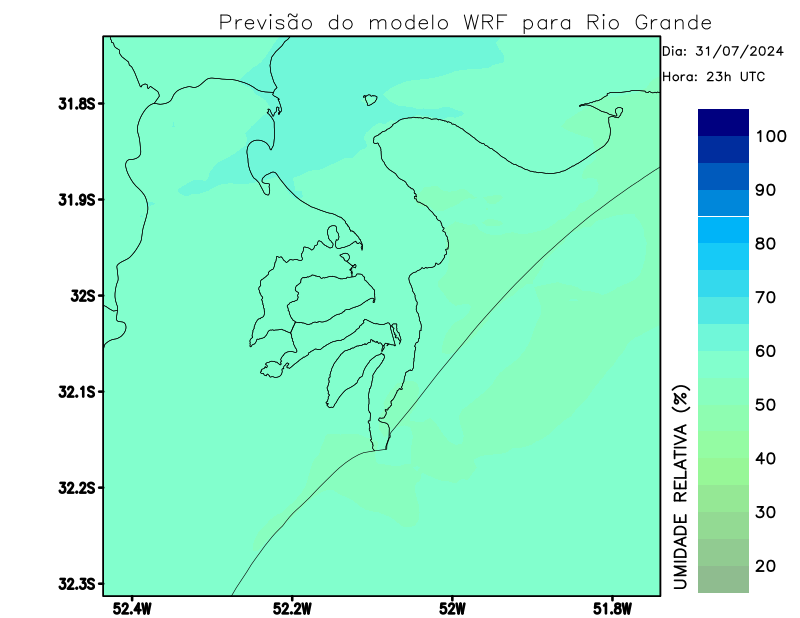 Previsão do modelo WRF para Rio Grande
Dia: 31/07/2024
Hora: 23h UTC
31.8S
31.9S
32S
32.1S
32.2S
32.3S
52.4W
52.2W
52W
51.8W
100
90
80
70
60
50
40
30
20
UMIDADE RELATIVA (%)